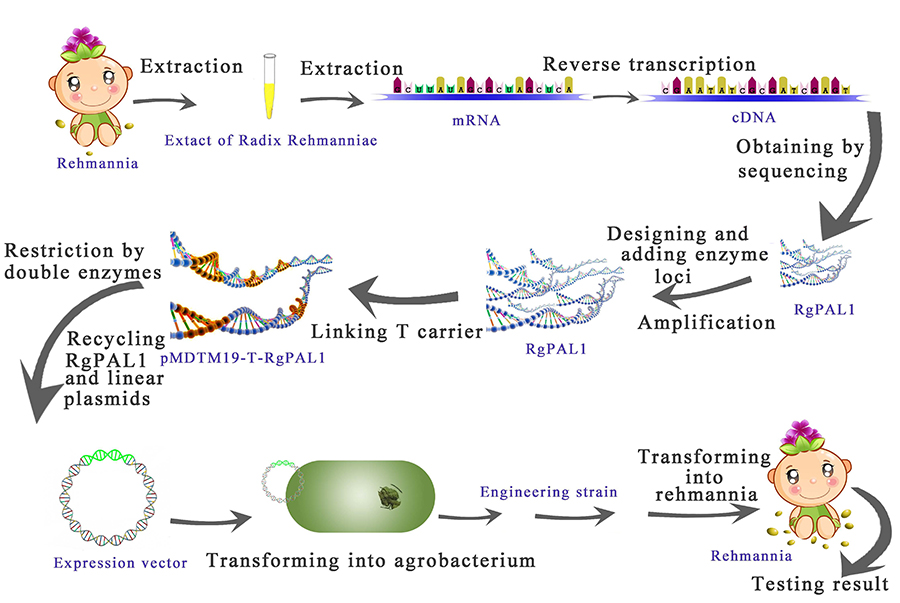 Extraction
Extraction
Reverse transcription
G C U U A U A G C G C U A G C U C A
C G A A T A T C G C G A T C G A G T
Rehmannia
Extact of Radix Rehmanniae
mRNA
cDNA
Obtaining by
sequencing
Restriction by
double enzymes
Recycling
RgPAL1
and linear
plasmids
pMDTM19-T-RgPAL1
Linking T carrier
RgPAL1
Designing and
adding enzyme
loci
Amplification
RgPAL1
Expression vector
Transforming into agrobacterium
Engineering strain
Transforming
into
rehmannia
Rehmannia
Testing result